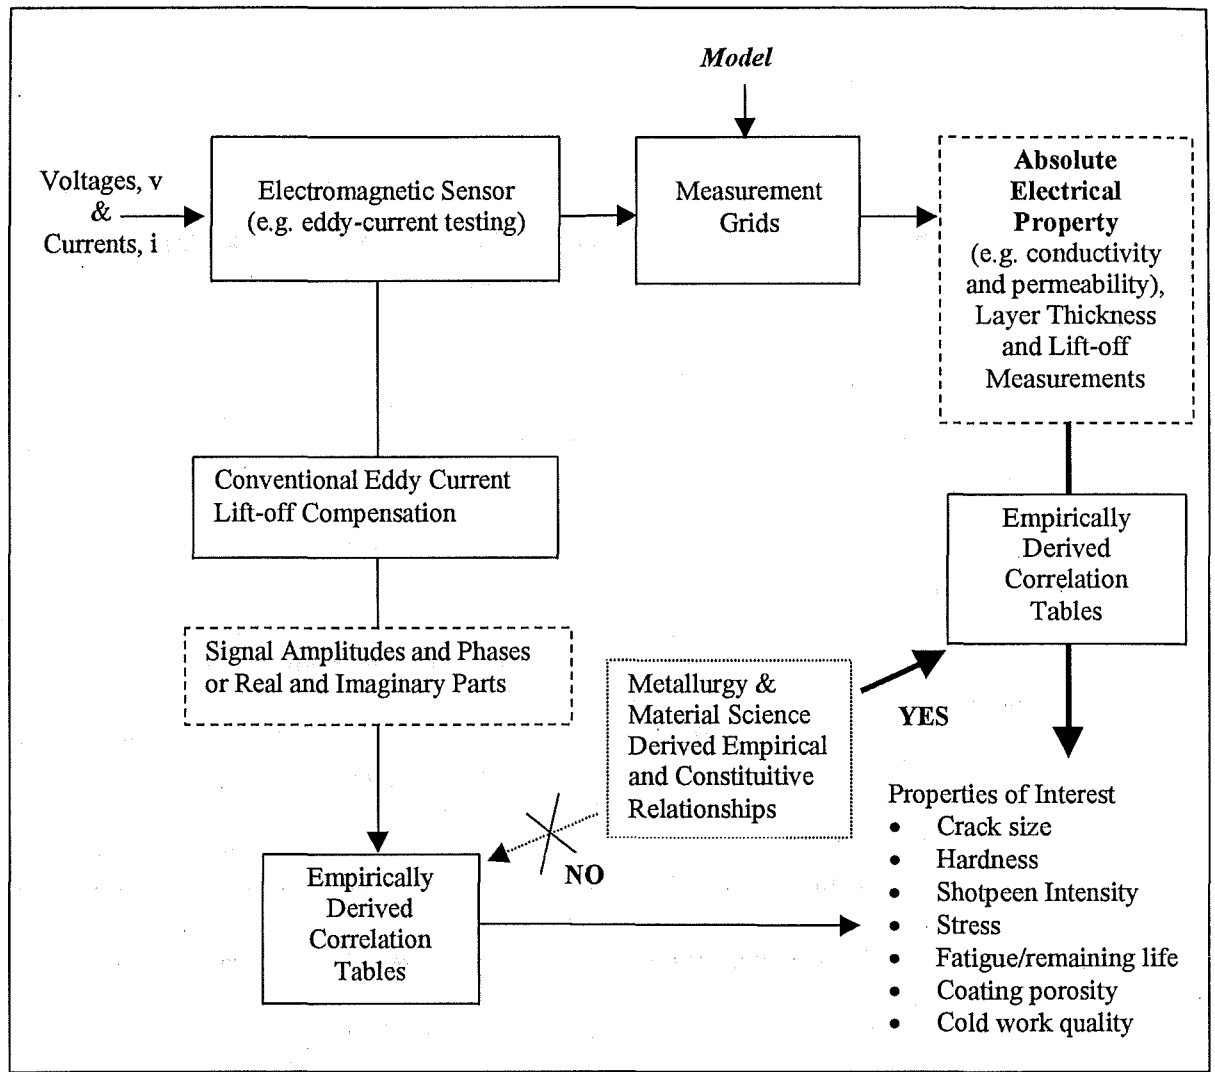 Model
Voltages, v
&
Currents, i
Electromagnetic Sensor
(e.g. eddy-current testing)
Measurement
Grids
Absolute
Electrical
Property
(e.g. conductivity
and permeability),
Layer Thickness
and Lift-off
Measurements
Conventional Eddy Current
Lift-off Compensation
Empirically
Derived
Correlation
Tables
Signal Amplitudes and Phases
or Real and Imaginary Parts
Metallurgy &
Material Science
Derived Empirical
and Constituitive
Relationships
YES
NO
Empirically
Derived
Correlation
Tables
Properties of Interest
• Crack size
• Hardness
• Shotpeen Intensity
• Stress
• Fatigue/remaining life
• Coating porosity
• Cold work quality